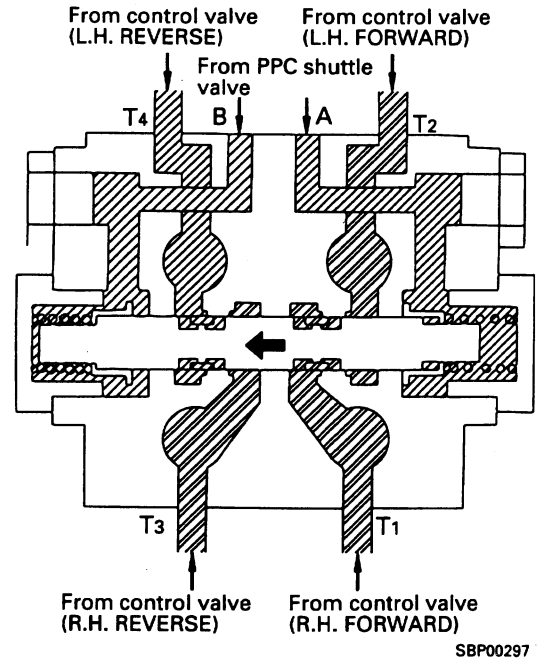 From control valve
(L.H. REVERSE)
From control valve
(L.H. FORWARD)
From PPC shuttle
valve
T4
B
A
T2
T3
T1
From control valve
(R.H. REVERSE)
From control valve
(R.H. FORWARD)
SBP00297